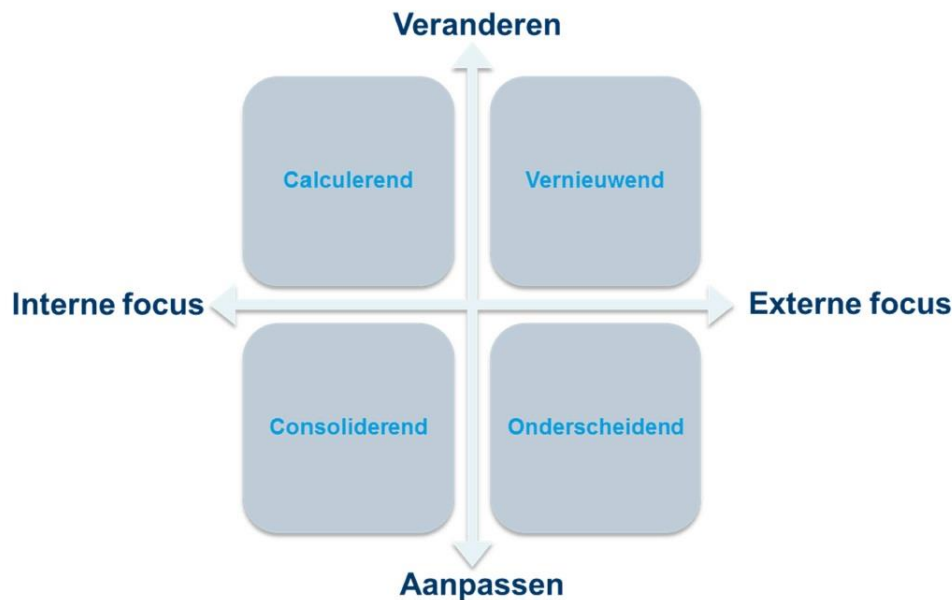 Veranderen
Calculerend
Vernieuwend
Interne focus
Externe focus
Consoliderend
Onderscheidend
Aanpassen